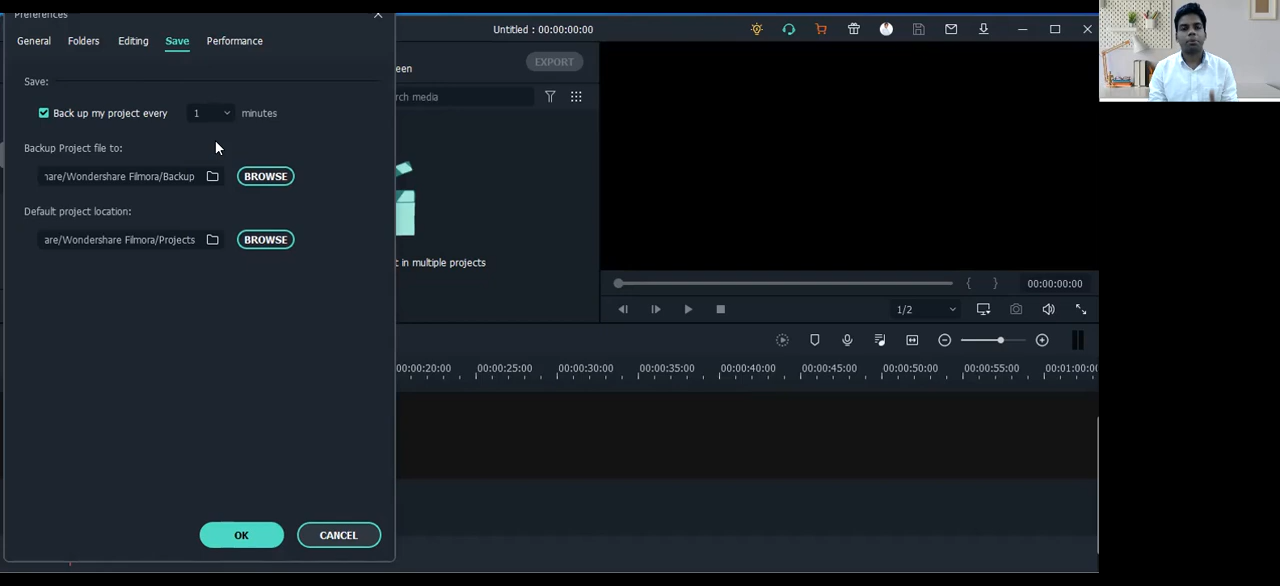 Preferences
General Folders Editing Save Performance
Save:
Back up my project every 1 minutes
Backup Project file to:
hare/Wondershare Filmora/Backup BROWSE
Default project location:
are/Wondershare Filmora/Projects BROWSE
OK CANCEL
Untitled : 00:00:00:00
een EXPORT
rch media
t in multiple projects
{ } 00:00:00:00
1/2
00:00:20:00 00:00:25:00 00:00:30:00 00:00:35:00 00:00:40:00 00:00:45:00 00:00:50:00 00:00:55:00 00:01:00:0